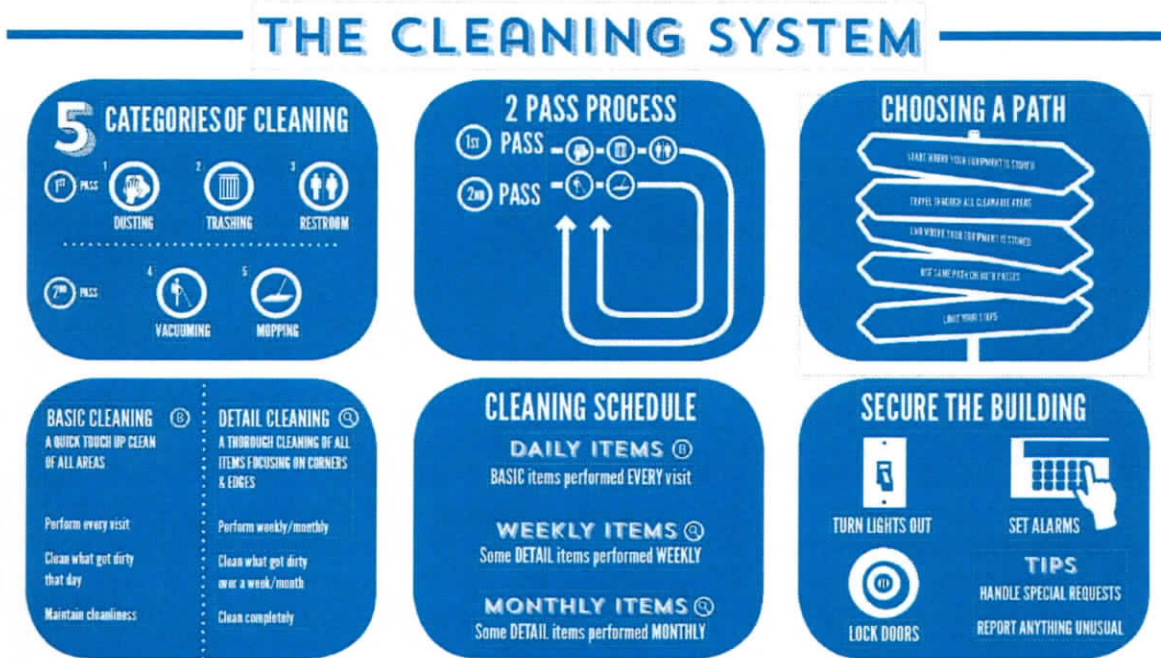 THE CLEANING SYSTEM
5 CATEGORIES OF CLEANING
1ST PASS
1
DUSTING
2
TRASHING
3
RESTROOM
2ND PASS
4
VACUUMING
5
MOPPING
2 PASS PROCESS
1ST PASS
2ND PASS
CHOOSING A PATH
START WHERE YOUR EQUIPMENT IS STORED
TRAVEL THROUGH ALL CLEANABLE AREAS
END WHERE YOUR EQUIPMENT IS STORED
USE SAME PATH ON BOTH PASSES
LIMIT YOUR STEPS
BASIC CLEANING B
A QUICK TOUCH UP CLEAN
OF ALL AREAS
Perform every visit
Clean what got dirty
that day
Maintain cleanliness
DETAIL CLEANING
A THOROUGH CLEANING OF ALL
ITEMS FOCUSING ON CORNERS
& EDGES
Perform weekly/monthly
Clean what got dirty
over a week/month
Clean completely
CLEANING SCHEDULE
DAILY ITEMS B
BASIC items performed EVERY visit
WEEKLY ITEMS
Some DETAIL items performed WEEKLY
MONTHLY ITEMS
Some DETAIL items performed MONTHLY
SECURE THE BUILDING
TURN LIGHTS OUT
SET ALARMS
LOCK DOORS
TIPS
HANDLE SPECIAL REQUESTS
REPORT ANYTHING UNUSUAL